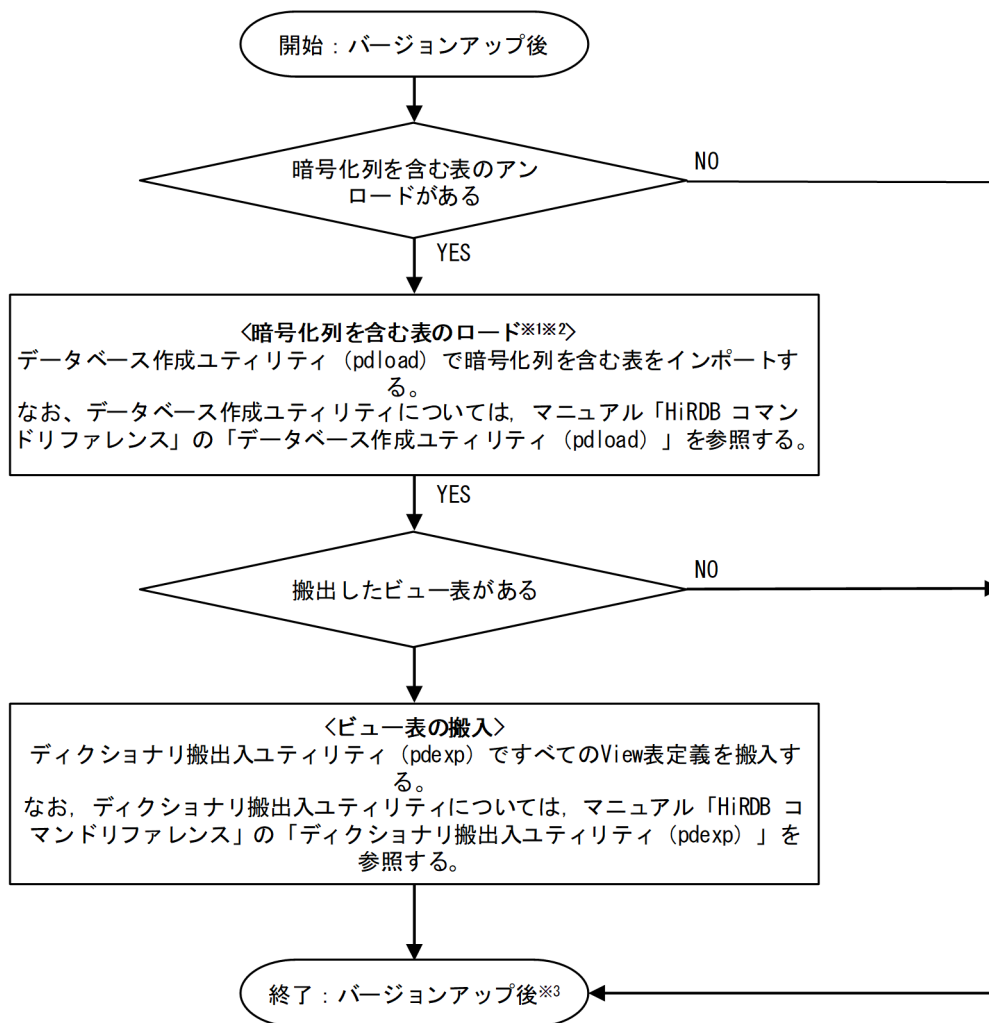 開始：バージョンアップ後
暗号化列を含む表のアン
ロードがある
NO
YES
<暗号化列を含む表のロード※1※2>
データベース作成ユティリティ（pdload）で暗号化列を含む表をインポートす
る。
なお、データベース作成ユティリティについては，マニュアル「HiRDB コマン
ドリファレンス」の「データベース作成ユティリティ（pdload）」を参照する。
YES
搬出したビュー表がある
NO
<ビュー表の搬入>
ディクショナリ搬出入ユティリティ（pdexp）ですべてのView表定義を搬入す
る。
なお，ディクショナリ搬出入ユティリティについては，マニュアル「HiRDB コ
マンドリファレンス」の「ディクショナリ搬出入ユティリティ（pdexp）」を
参照する。
終了：バージョンアップ後※3